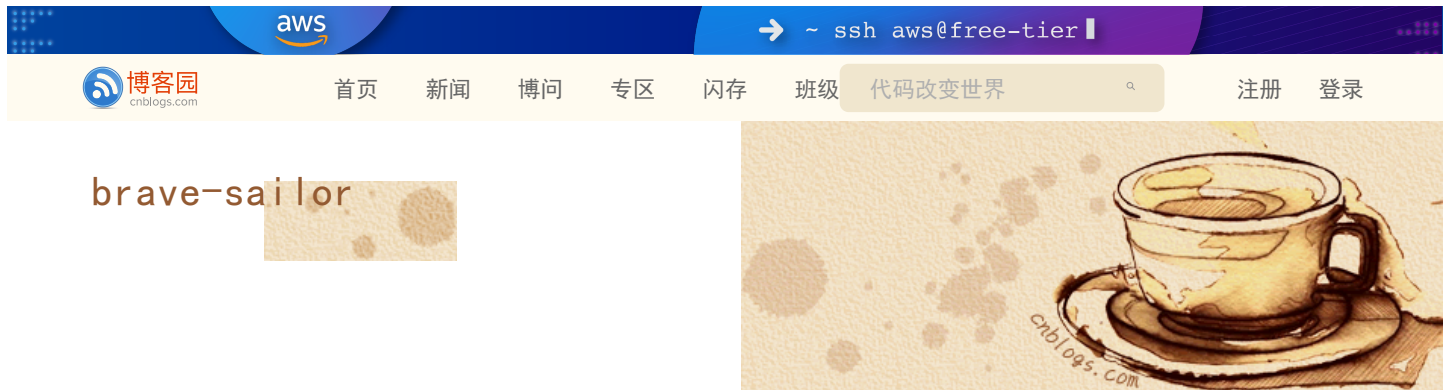 aws
~ ssh aws@free-tier
博客园
cnblogs.com
首页 新闻 博问 专区 闪存 班级 代码改变世界 注册 登录
brave-sailor
cnblogs.com